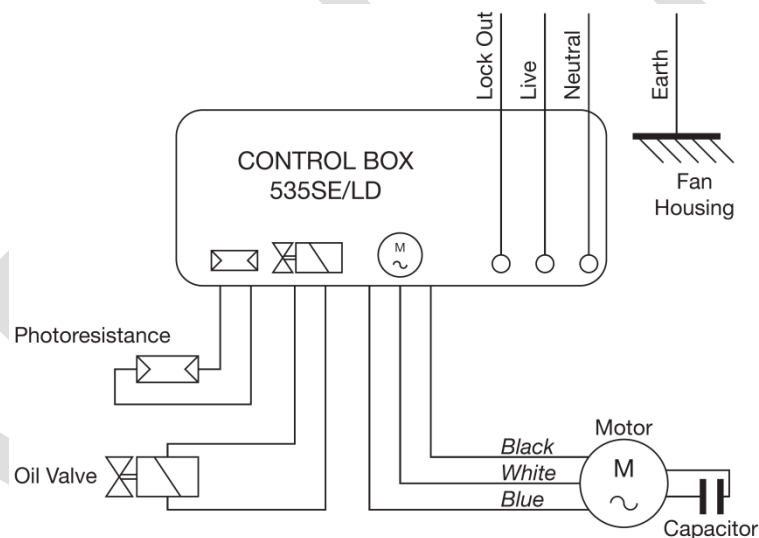 Lock Out
Live
Neutral
Earth
CONTROL BOX
535SE/LD
Fan
Housing
M
Photoresistance
Motor
Black
White
Blue
M
Oil Valve
Capacitor